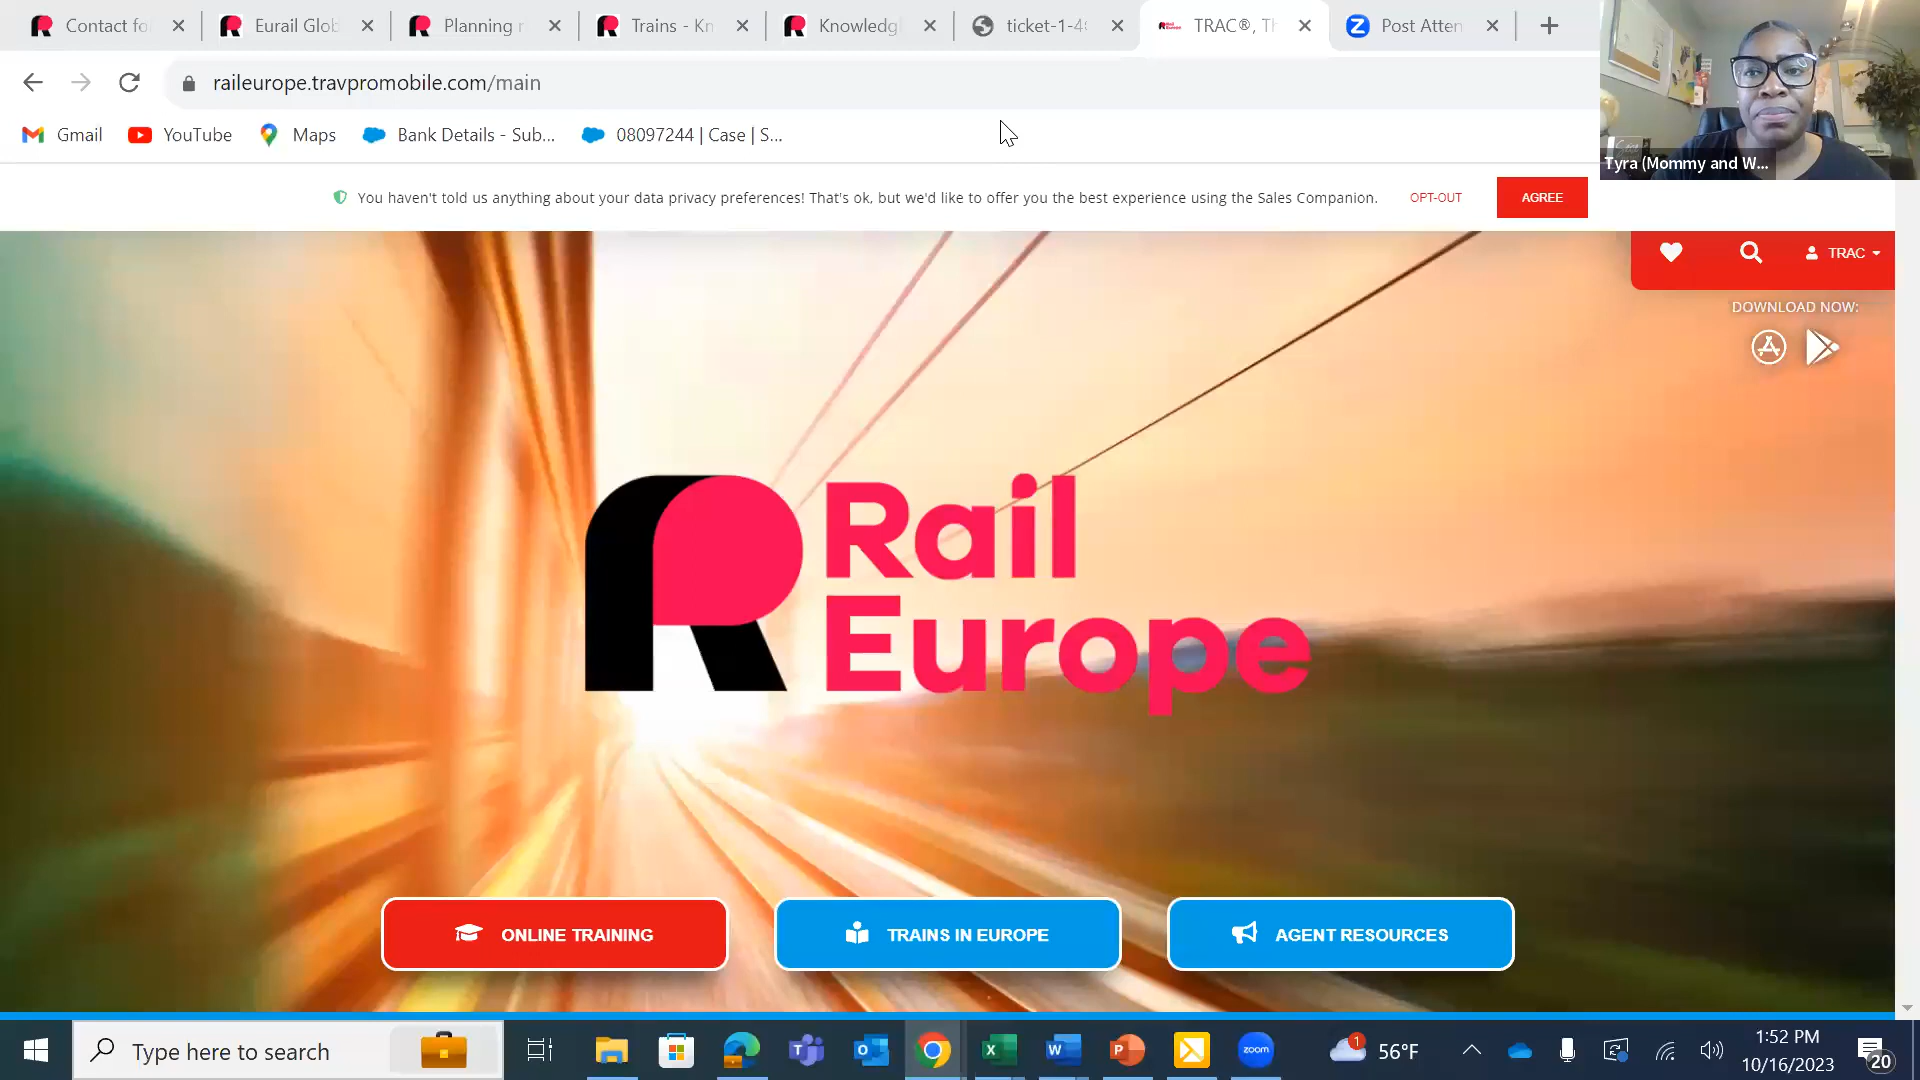 Contact fo
Eurail Glob
Planning r
Trains - Kn
Knowledg
ticket-1-4
TRAC®, Th
Post Atten
raileurope.travpromobile.com/main
Gmail
YouTube
Maps
Bank Details - Sub...
08097244 | Case | S...
Tyra (Mommy and W...
You haven't told us anything about your data privacy preferences! That's ok, but we'd like to offer you the best experience using the Sales Companion.
OPT-OUT
AGREE
TRAC
DOWNLOAD NOW:
Rail
Europe
ONLINE TRAINING
TRAINS IN EUROPE
AGENT RESOURCES
Type here to search
zoom
1
56°F
1:52 PM
10/16/2023
20